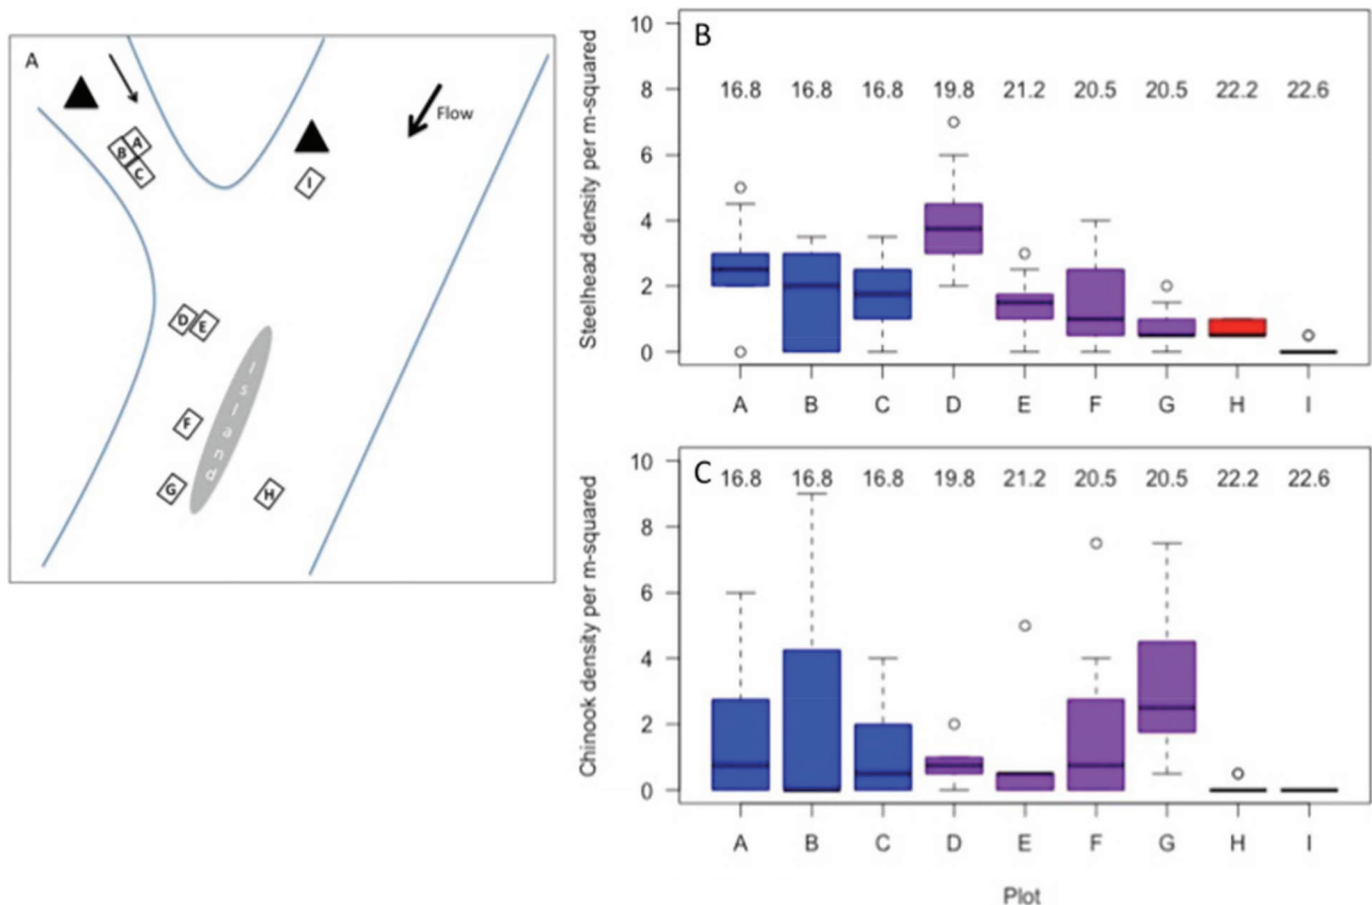 A
Flow
A
B
C
I
D E
Island
F
G
H
B
Steelhead density per m-squared
10
8
6
4
2
0
16.8 16.8 16.8 19.8 21.2 20.5 20.5 22.2 22.6
A B C D E F G H I
C
Chinook density per m-squared
10
8
6
4
2
0
16.8 16.8 16.8 19.8 21.2 20.5 20.5 22.2 22.6
A B C D E F G H I
Plot